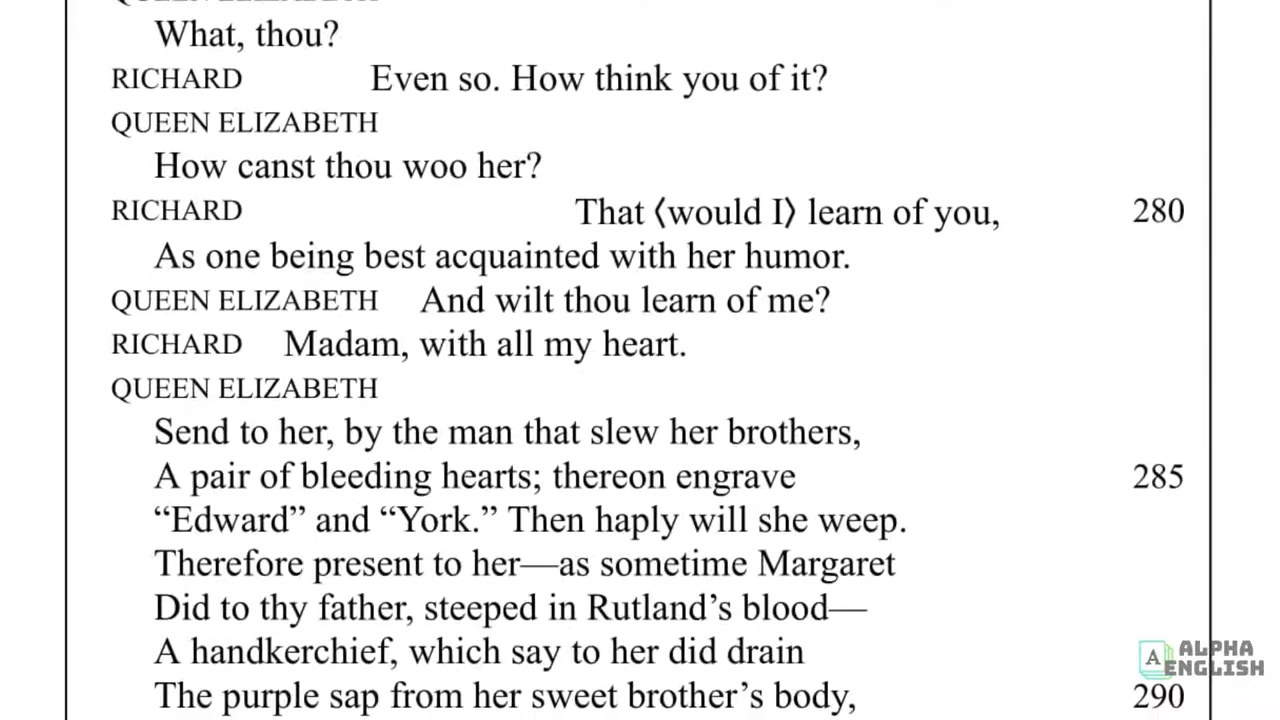 QUEEN ELIZABETH
What, thou?
RICHARD Even so. How think you of it?
QUEEN ELIZABETH
How canst thou woo her?
RICHARD That ⟨would I⟩ learn of you, 280
As one being best acquainted with her humor.
QUEEN ELIZABETH And wilt thou learn of me?
RICHARD Madam, with all my heart.
QUEEN ELIZABETH
Send to her, by the man that slew her brothers,
A pair of bleeding hearts; thereon engrave 285
“Edward” and “York.” Then haply will she weep.
Therefore present to her—as sometime Margaret
Did to thy father, steeped in Rutland’s blood—
A handkerchief, which say to her did drain
The purple sap from her sweet brother’s body, 290
A ALPHA
ENGLISH